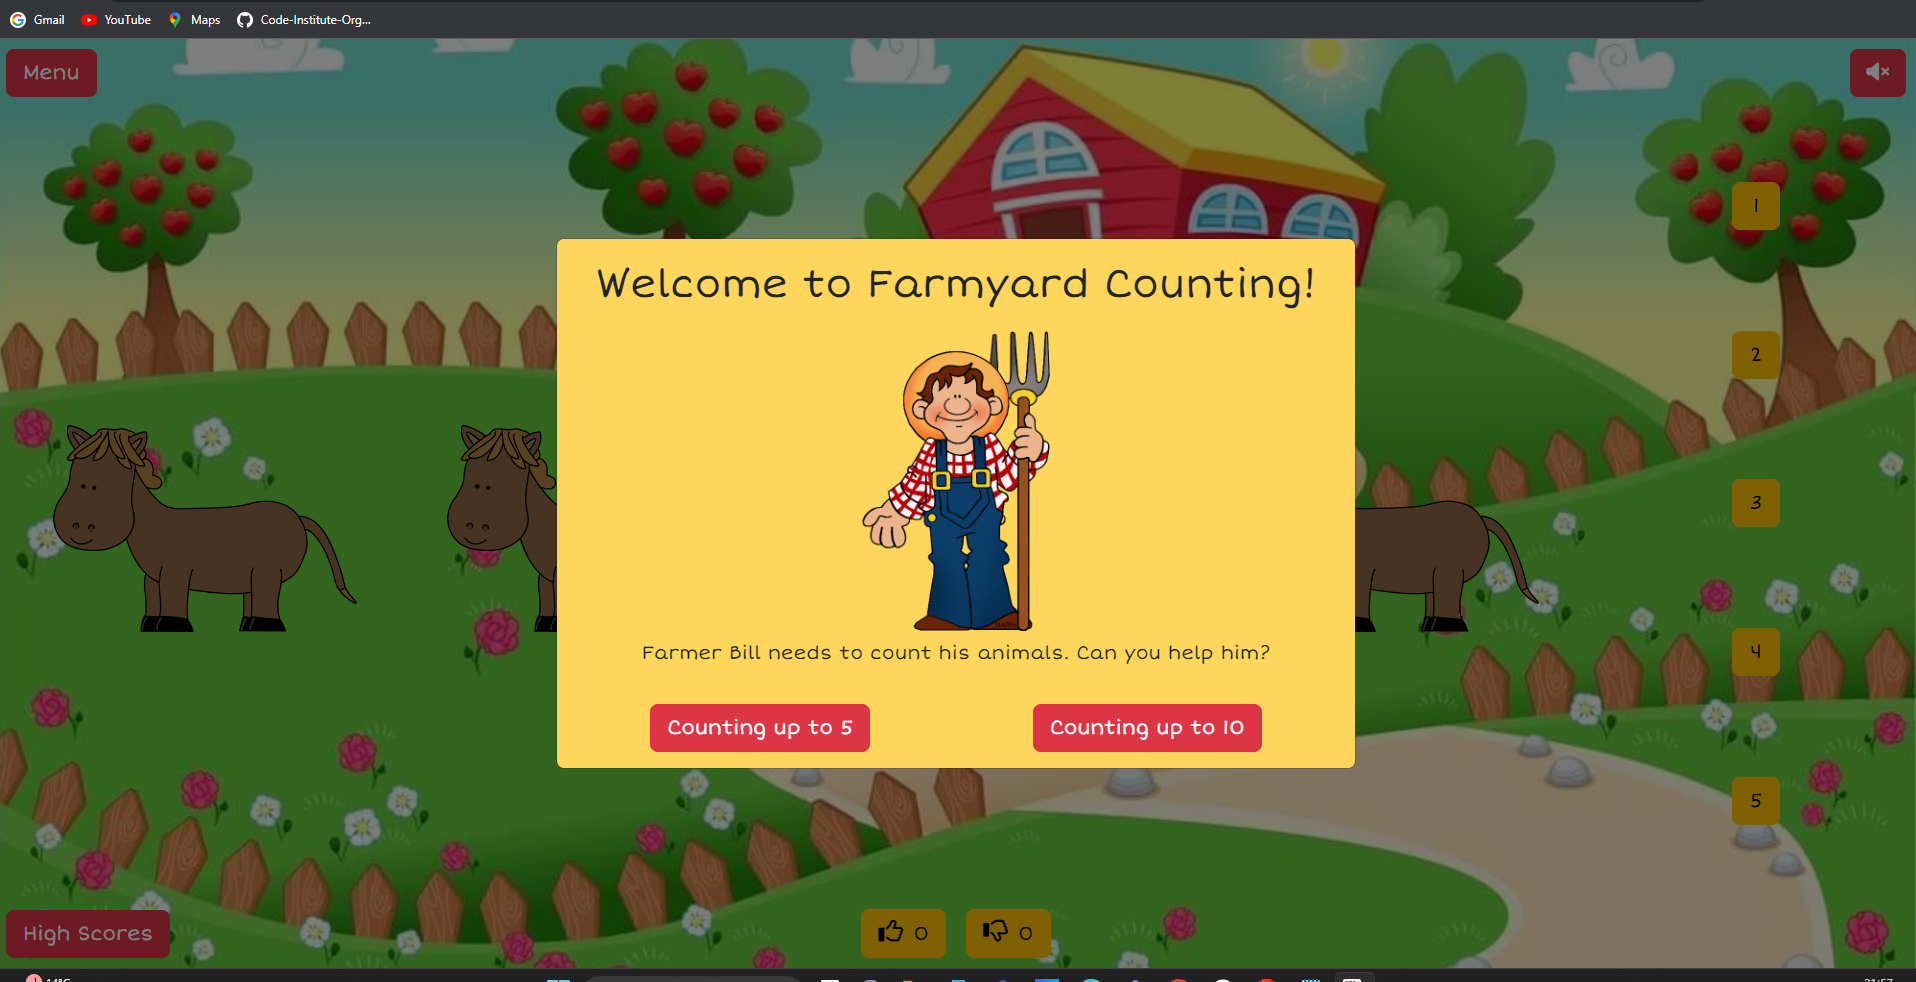 Gmail YouTube Maps Code-Institute-Org...
Menu
Welcome to Farmyard Counting!
1
2
3
Farmer Bill needs to count his animals. Can you help him?
4
Counting up to 5 Counting up to 10
5
High Scores 0 0